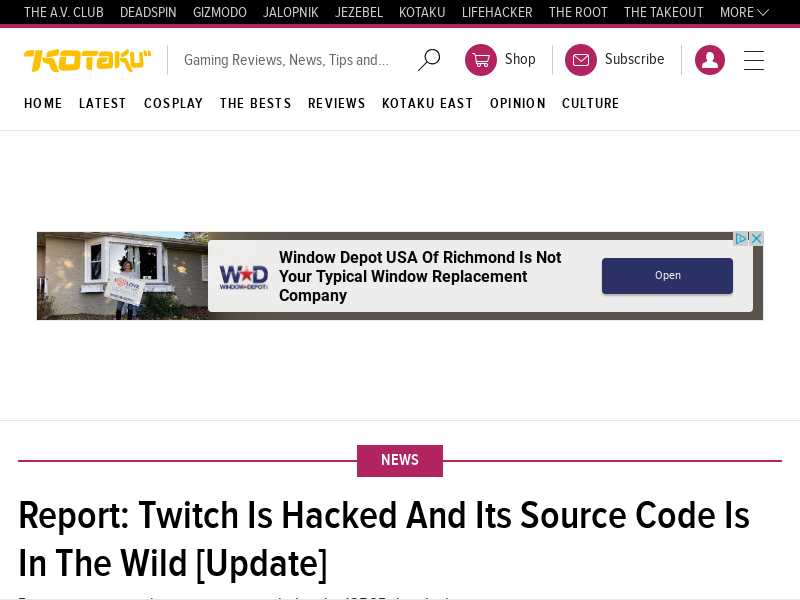 THE A.V. CLUB DEADSPIN GIZMODO JALOPNIK JEZEBEL KOTAKU LIFEHACKER THE ROOT THE TAKEOUT MORE
KOTAKU
Gaming Reviews, News, Tips and...
Shop
Subscribe
HOME LATEST COSPLAY THE BESTS REVIEWS KOTAKU EAST OPINION CULTURE
WINDOW DEPOT
Window Depot USA Of Richmond Is Not
Your Typical Window Replacement
Company
Open
NEWS
Report: Twitch Is Hacked And Its Source Code Is
In The Wild [Update]